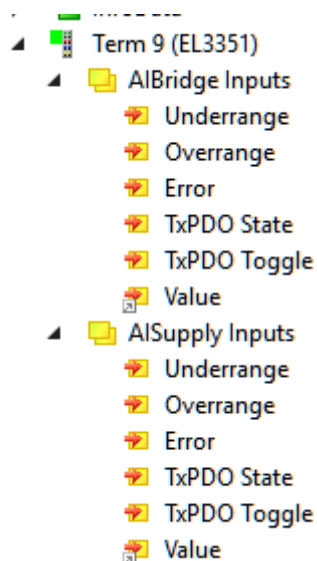 Term 9 (EL3351)
AIBridge Inputs
Underrange
Overrange
Error
TxPDO State
TxPDO Toggle
Value
AISupply Inputs
Underrange
Overrange
Error
TxPDO State
TxPDO Toggle
Value